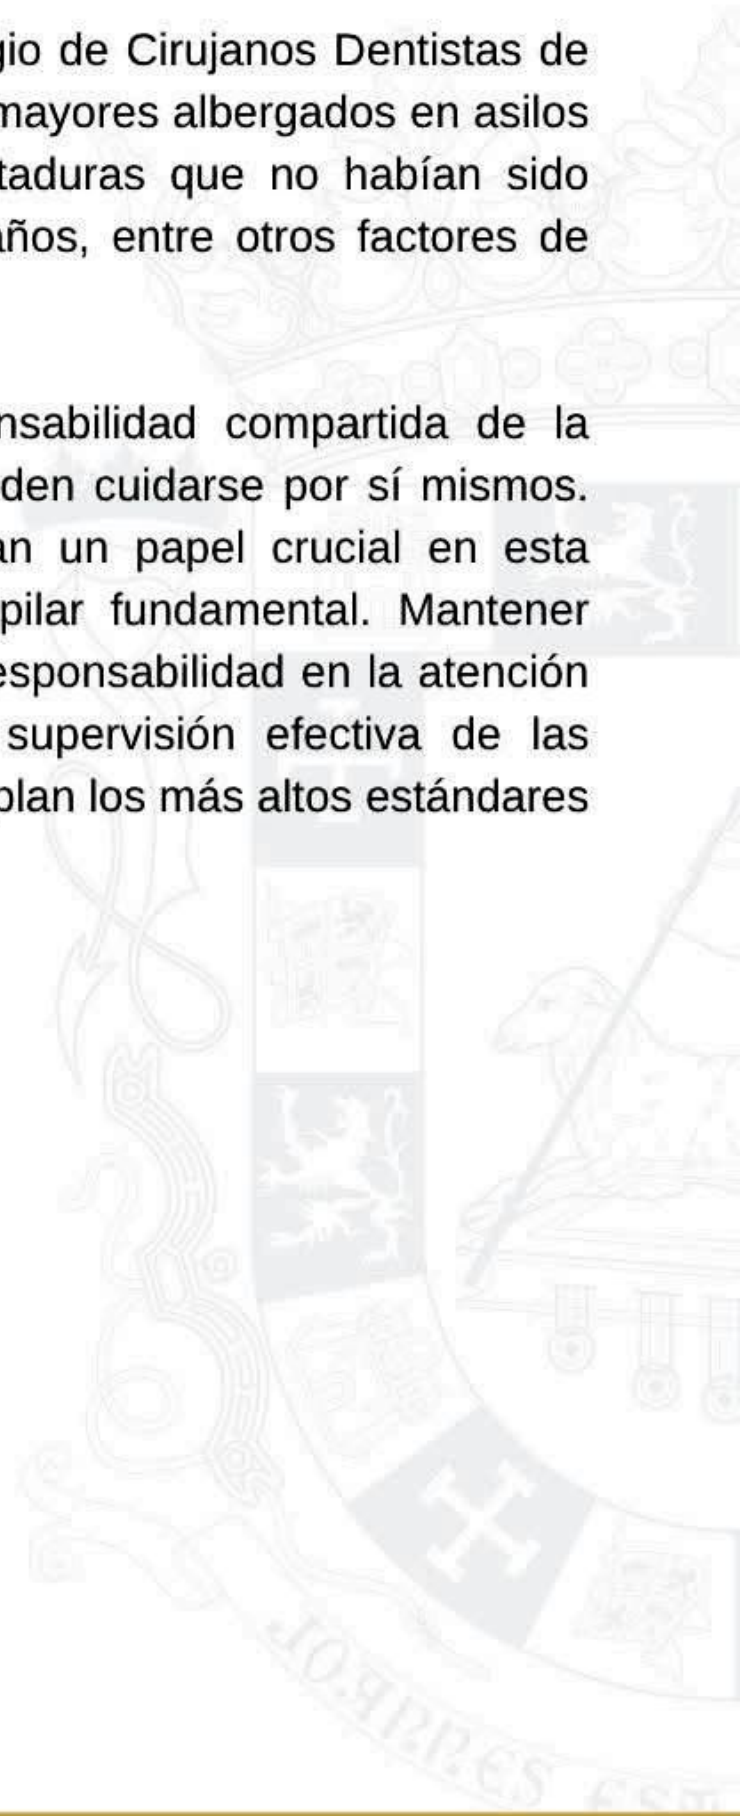 gio de Cirujanos Dentistas de
mayores albergados en asilos
taduras que no habían sido
años, entre otros factores de
nsabilidad compartida de la
den cuidarse por sí mismos.
an un papel crucial en esta
pilar fundamental. Mantener
esponsabilidad en la atención
supervisión efectiva de las
plan los más altos estándares
JOANNES EST